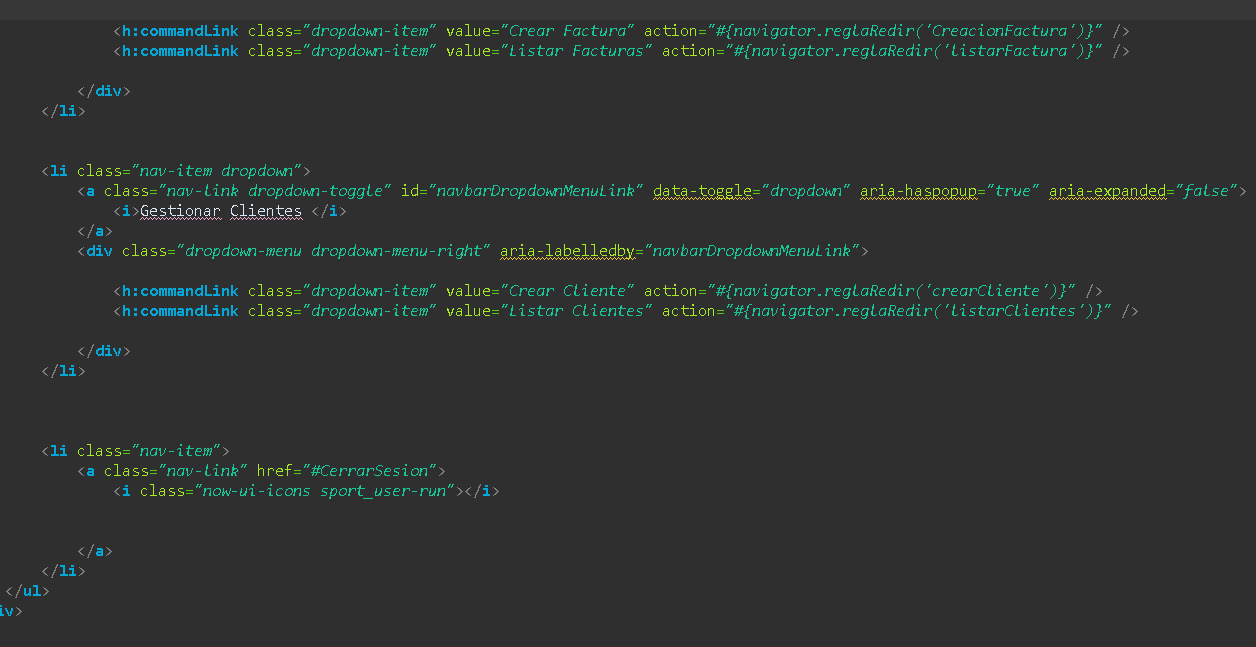 <h:commandLink class="dropdown-item" value="Crear Factura" action="#{navigator.reglaRedir('CreacionFactura')}" />
<h:commandLink class="dropdown-item" value="Listar Facturas" action="#{navigator.reglaRedir('listarFactura')}" />
</div>
</li>
<li class="nav-item dropdown">
<a class="nav-link dropdown-toggle" id="navbarDropdownMenuLink" data-toggle="dropdown" aria-haspopup="true" aria-expanded="false">
<i>Gestionar Clientes </i>
</a>
<div class="dropdown-menu dropdown-menu-right" aria-labelledby="navbarDropdownMenuLink">
<h:commandLink class="dropdown-item" value="Crear Cliente" action="#{navigator.reglaRedir('crearCliente')}" />
<h:commandLink class="dropdown-item" value="Listar Clientes" action="#{navigator.reglaRedir('listarClientes')}" />
</div>
</li>
<li class="nav-item">
<a class="nav-link" href="#CerrarSesion">
<i class="now-ui-icons sport_user-run"></i>
</a>
</li>
</ul>
iv>